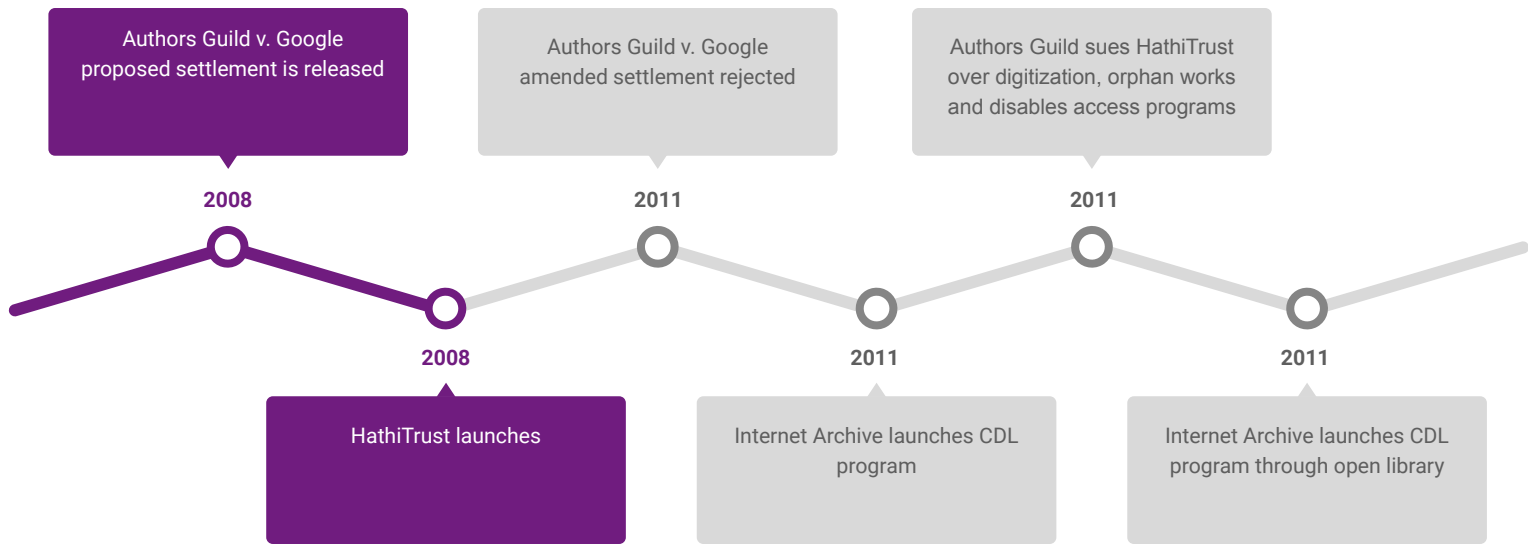 Authors Guild v. Google
proposed settlement is released
2008
HathiTrust launches
2008
Authors Guild v. Google
amended settlement rejected
2011
Internet Archive launches CDL
program
2011
Authors Guild sues HathiTrust
over digitization, orphan works
and disables access programs
2011
Internet Archive launches CDL
program through open library
2011